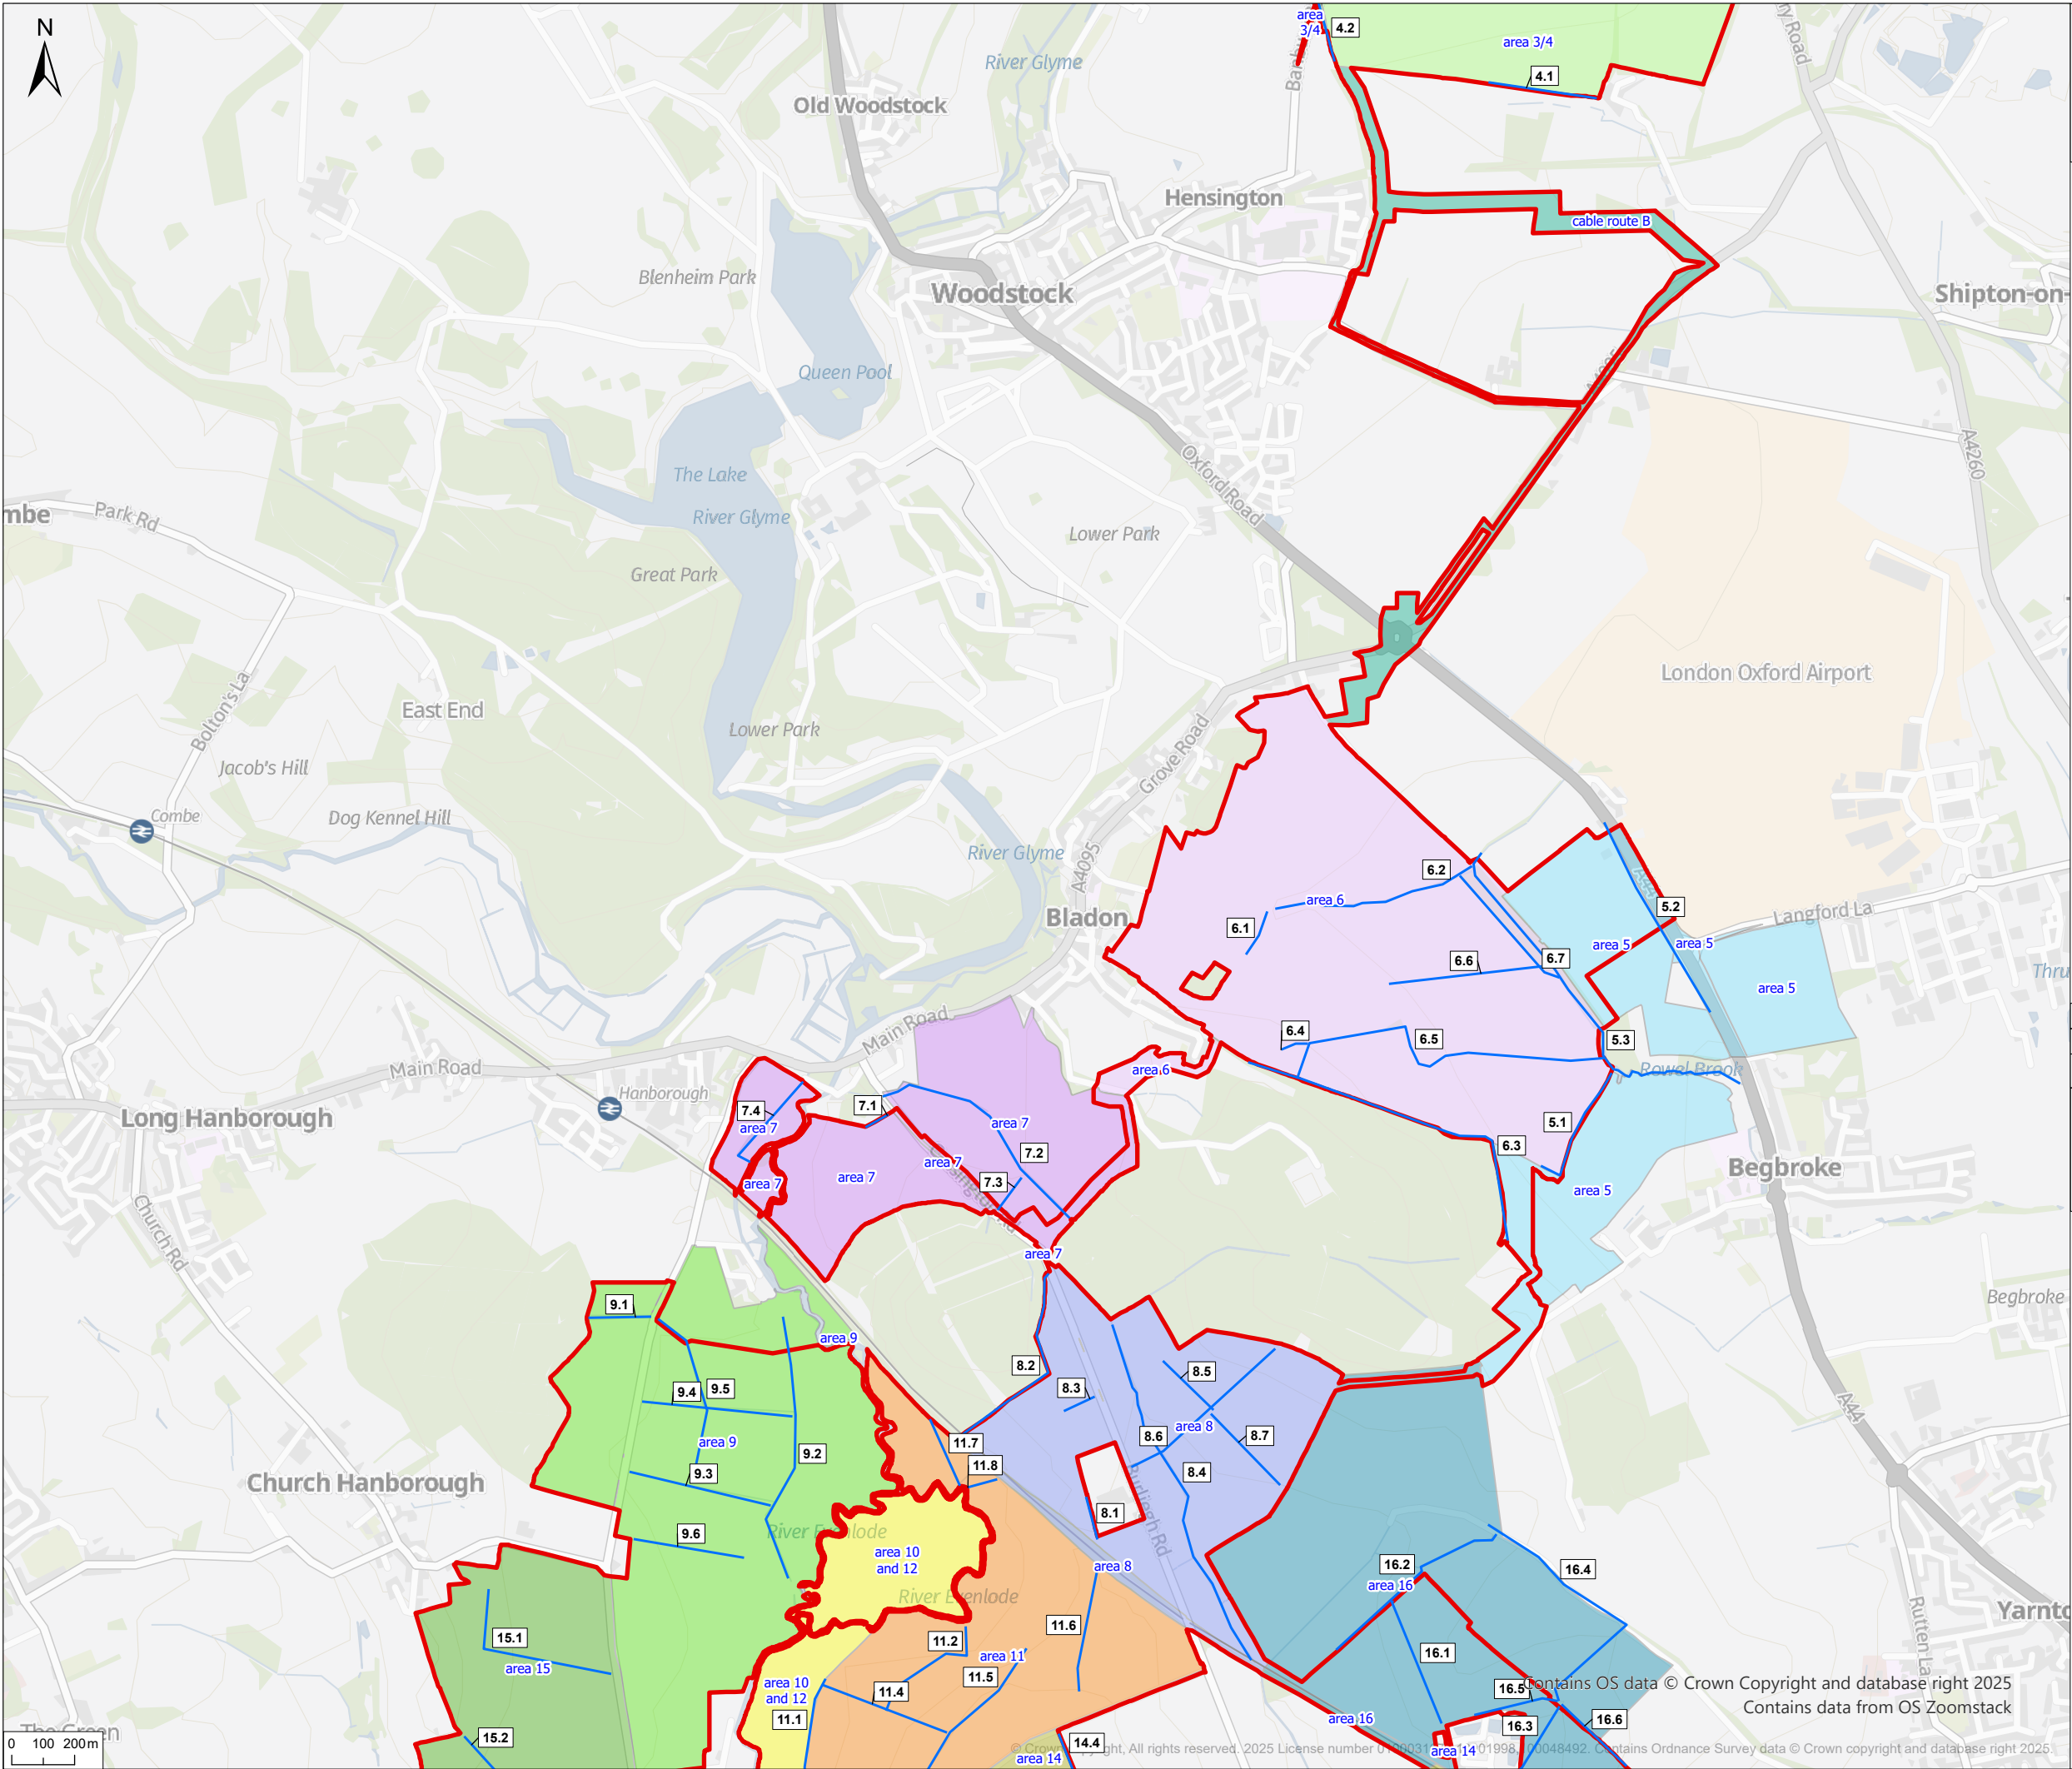 N
area
3/4
4.2
area 3/4
4.1
River Glyme
Old Woodstock
Hensington
cable route B
Blenheim Park
Woodstock
Shipton-on-
Queen Pool
A4260
The Lake
Oxford Road
River Glyme
Park Rd
Lower Park
Great Park
London Oxford Airport
Bolton's La
East End
Lower Park
Grove Road
Jacob's Hill
Combe
Dog Kennel Hill
River Glyme
A4095
6.2
area 6
5.2
Langford La
Bladon
6.1
area 5
area 5
6.6
6.7
area 5
Main Road
6.4
6.5
5.3
Main Road
area 6
Rowel Brook
Hanborough
7.4
7.1
Long Hanborough
area 7
area 7
5.1
7.2
6.3
area 7
area 7
7.3
area 7
area 5
Begbroke
Church Rd
area 7
9.1
Begbroke
area 9
8.2
8.5
8.3
9.4
9.5
A44
area 8
area 9
8.6
8.7
9.2
11.7
11.8
9.3
8.4
Church Hanborough
8.1
River Evenlode
9.6
area 10
and 12
area 8
16.2
16.4
area 16
River Evenlode
11.6
15.1
11.2
16.1
area 11
area 15
11.5
area 10
and 12
11.4
16.5
Contains OS data © Crown Copyright and database right 2025
Contains data from OS Zoomstack
11.1
area 16
16.3
16.6
The Green
15.2
14.4
area 14
area 14
0 100 200 m